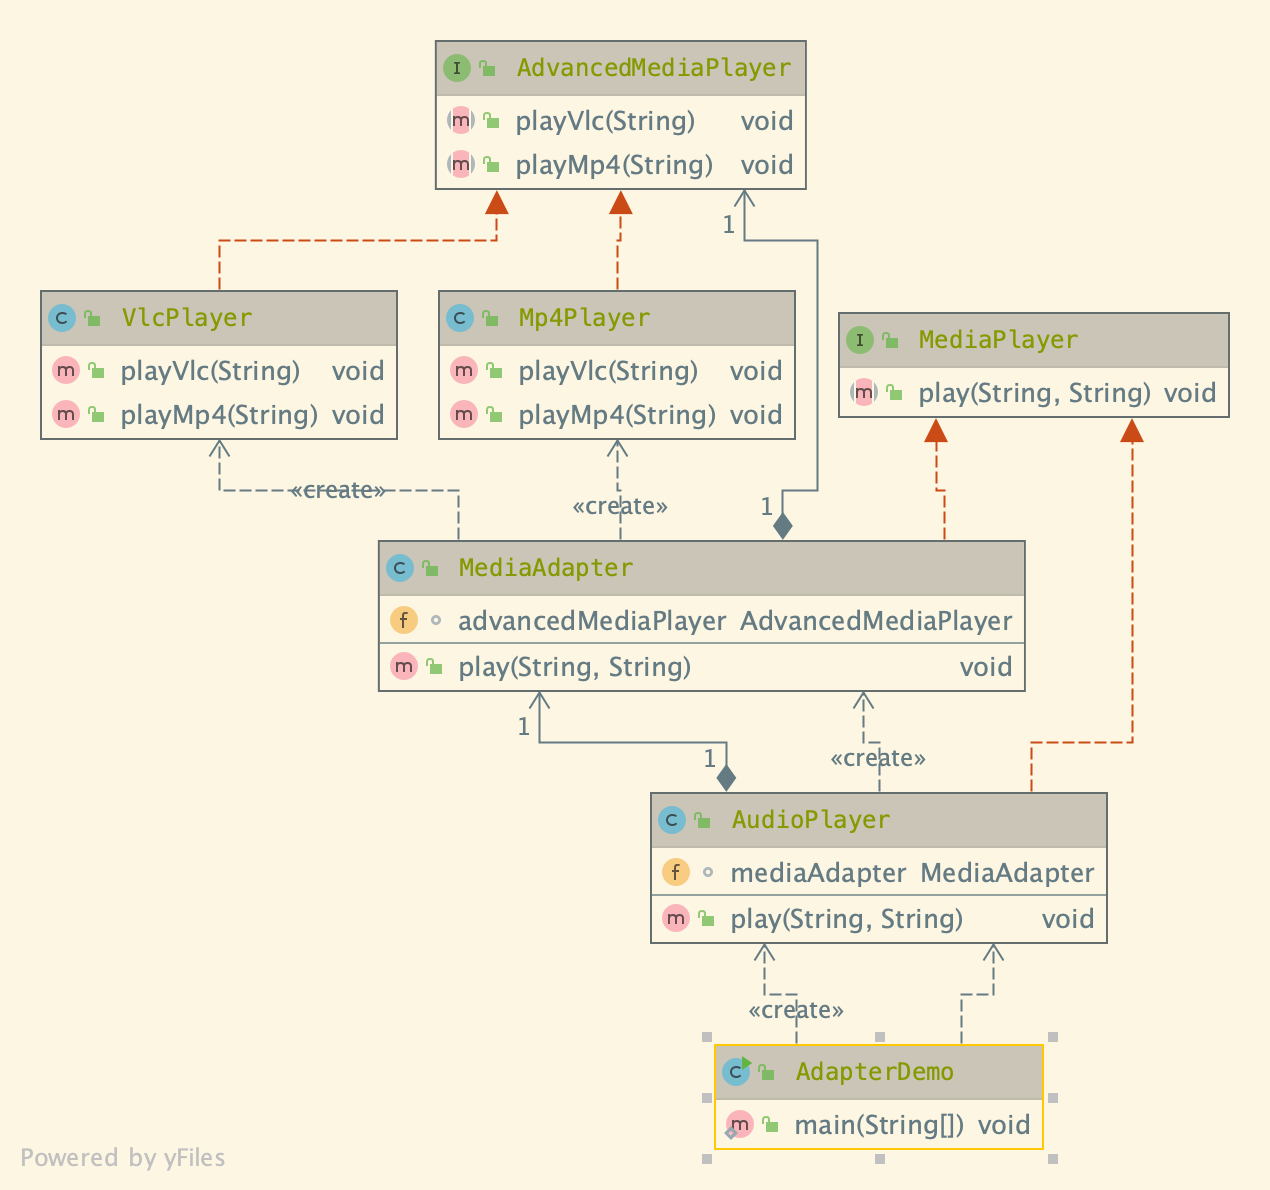 I AdvancedMediaPlayer
m playVlc(String) void
m playMp4(String) void
1
C VlcPlayer
m playVlc(String) void
m playMp4(String) void
C Mp4Player
m playVlc(String) void
m playMp4(String) void
I MediaPlayer
m play(String, String) void
«create»
«create»
1
C MediaAdapter
f advancedMediaPlayer AdvancedMediaPlayer
m play(String, String) void
1
1
«create»
C AudioPlayer
f mediaAdapter MediaAdapter
m play(String, String) void
«create»
C AdapterDemo
m main(String[]) void
Powered by yFiles